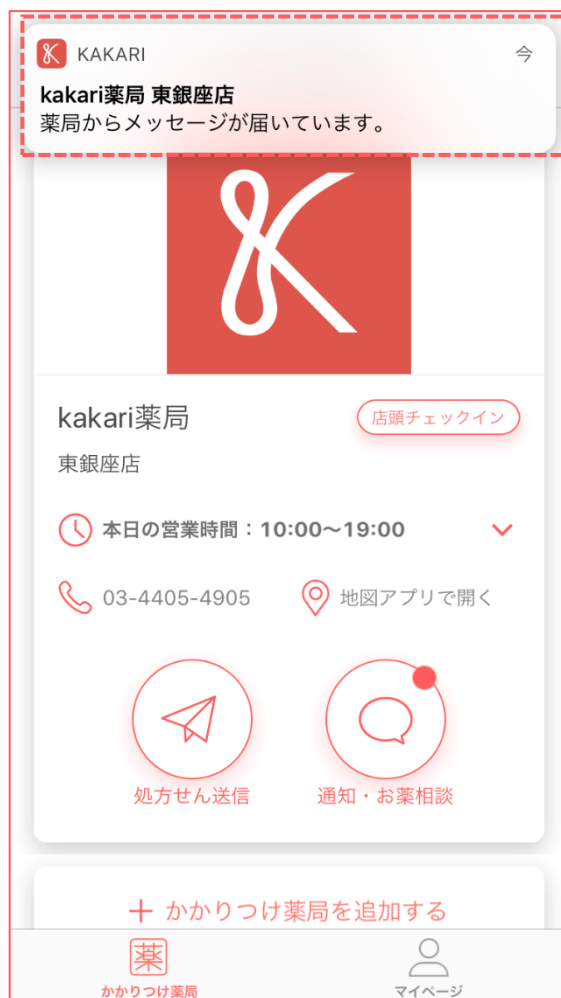 KAKARI 今
kakari薬局 東銀座店
薬局からメッセージが届いています。
kakari薬局 店頭チェックイン
東銀座店
本日の営業時間：10:00〜19:00
03-4405-4905 地図アプリで開く
処方せん送信 通知・お薬相談
＋ かかりつけ薬局を追加する
薬
かかりつけ薬局 マイページ